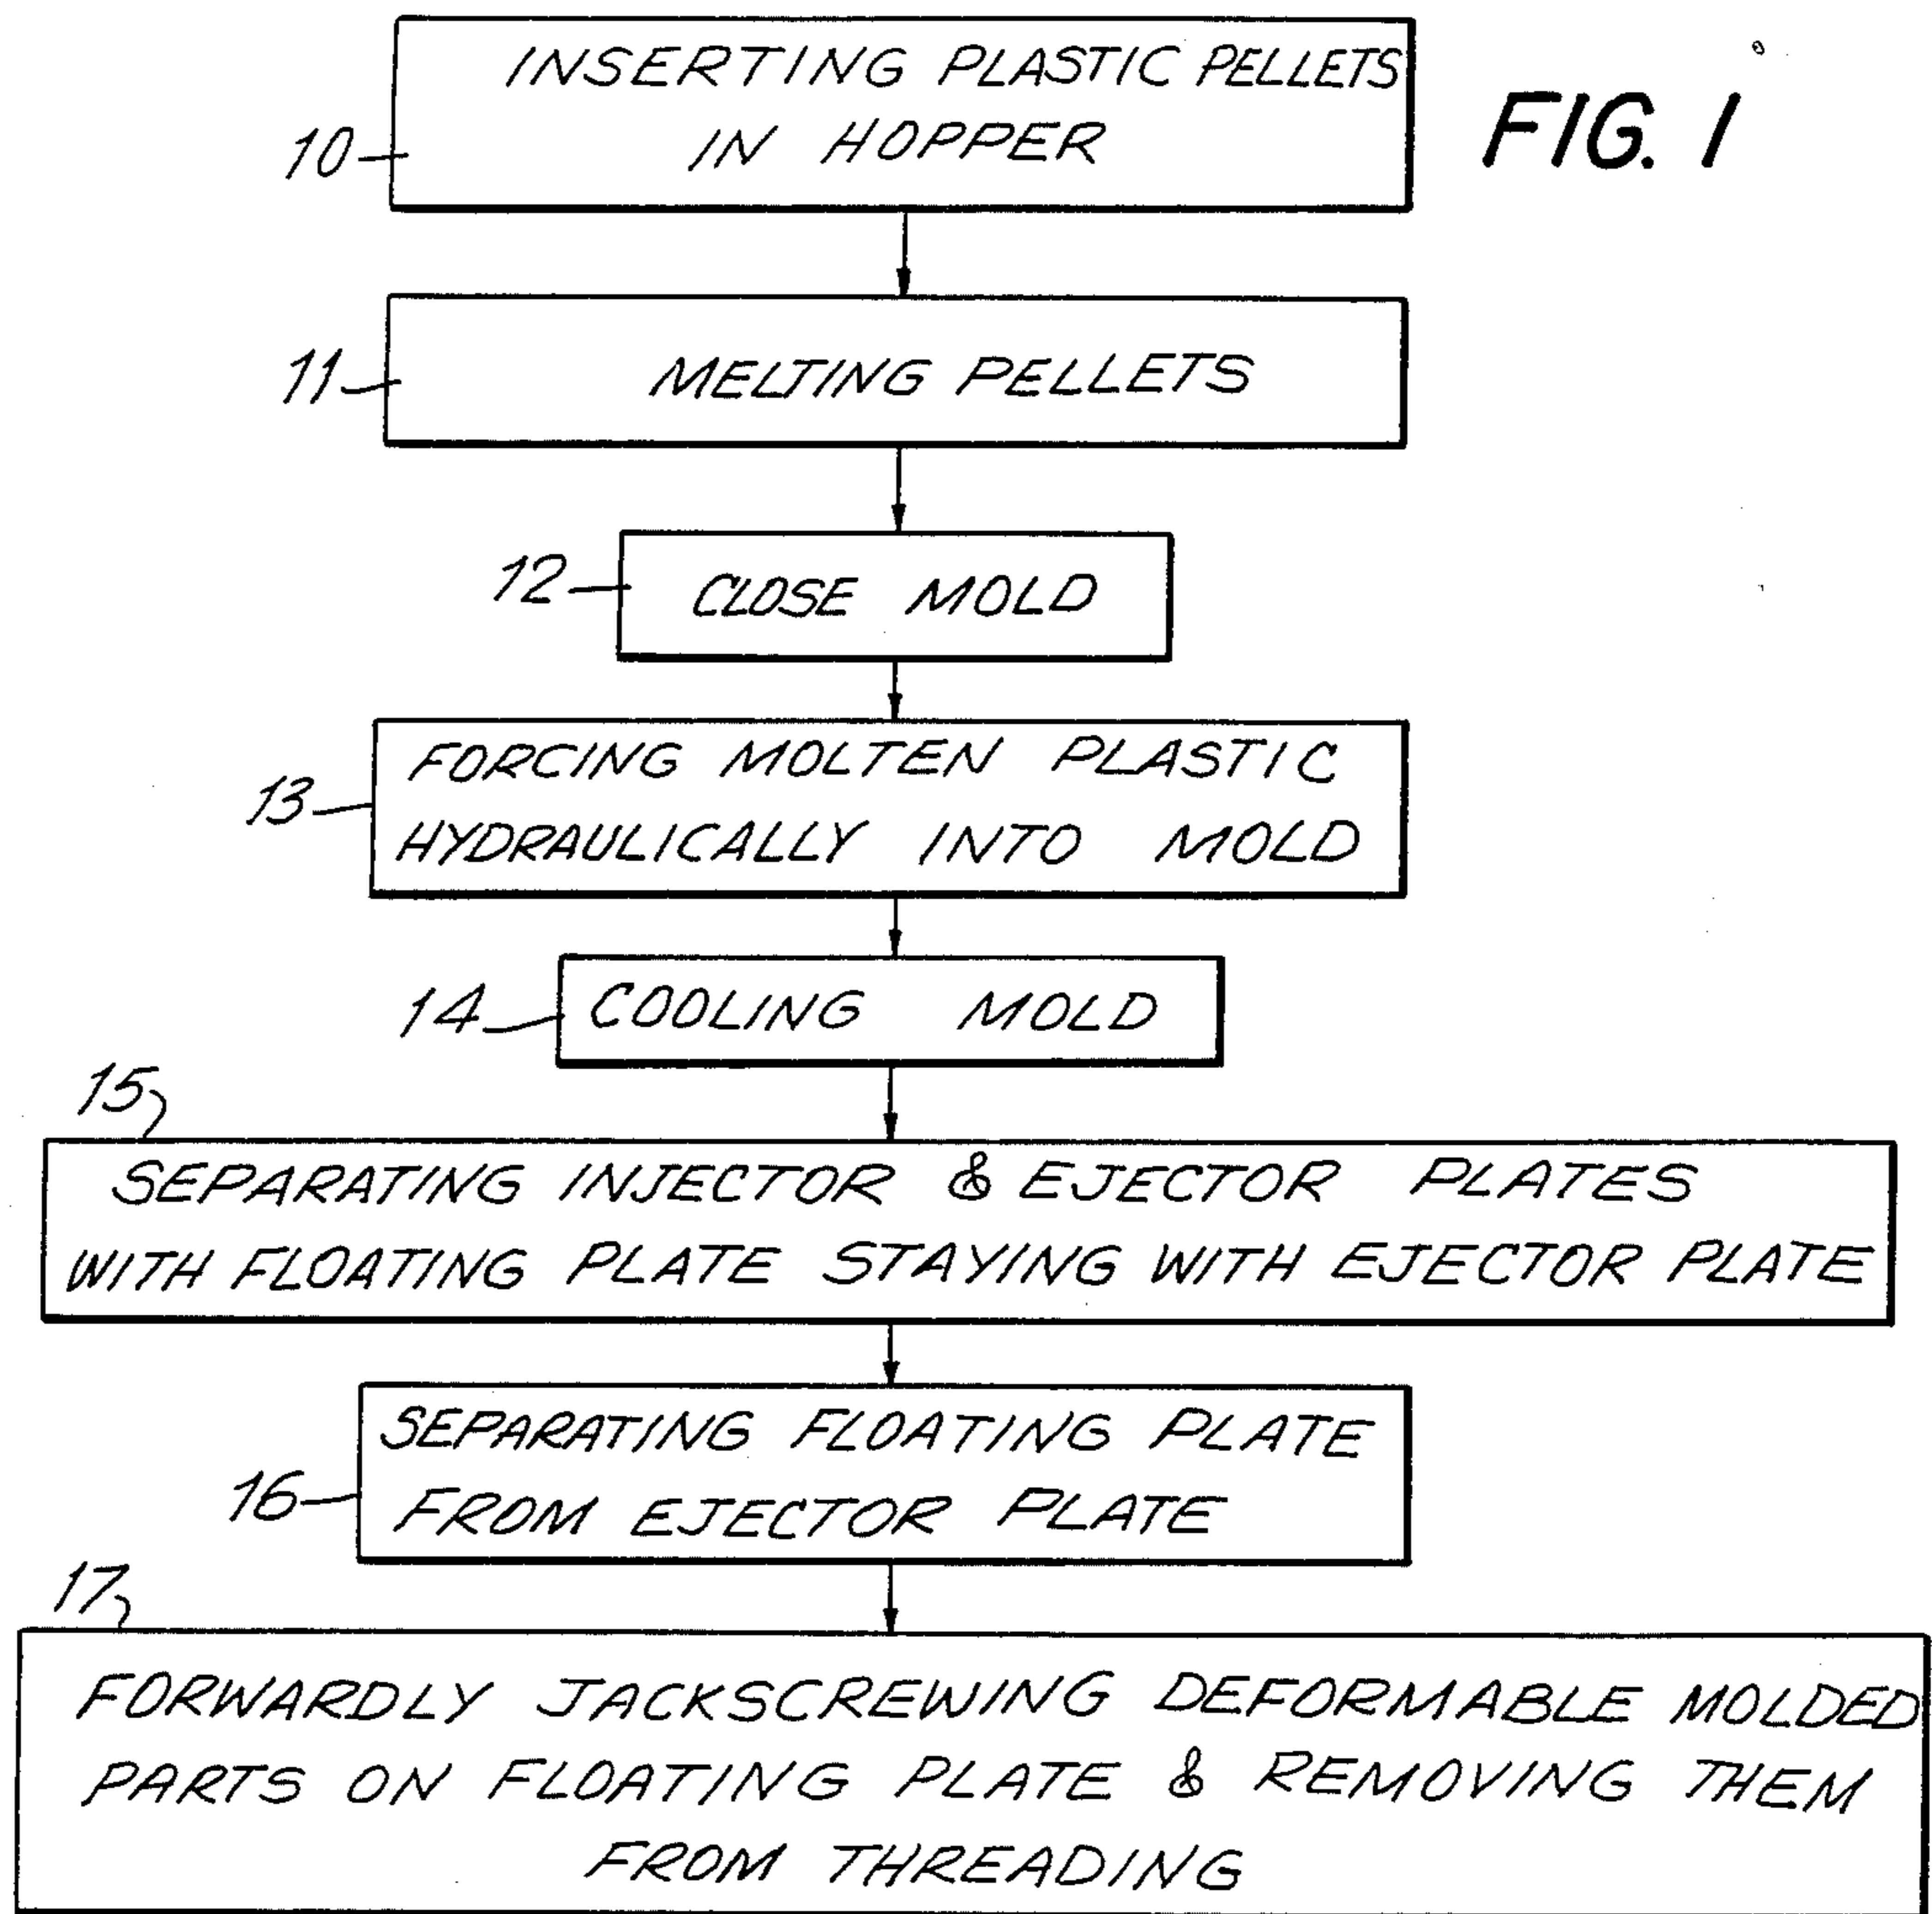 INSERTING PLASTIC PELLETS
IN HOPPER
10
FIG. 1
11
MELTING PELLETS
12
CLOSE MOLD
13
FORCING MOLTEN PLASTIC
HYDRAULICALLY INTO MOLD
14
COOLING MOLD
15
SEPARATING INJECTOR & EJECTOR PLATES
WITH FLOATING PLATE STAYING WITH EJECTOR PLATE
16
SEPARATING FLOATING PLATE
FROM EJECTOR PLATE
17
FORWARDLY JACKSCREWING DEFORMABLE MOLDED
PARTS ON FLOATING PLATE & REMOVING THEM
FROM THREADING